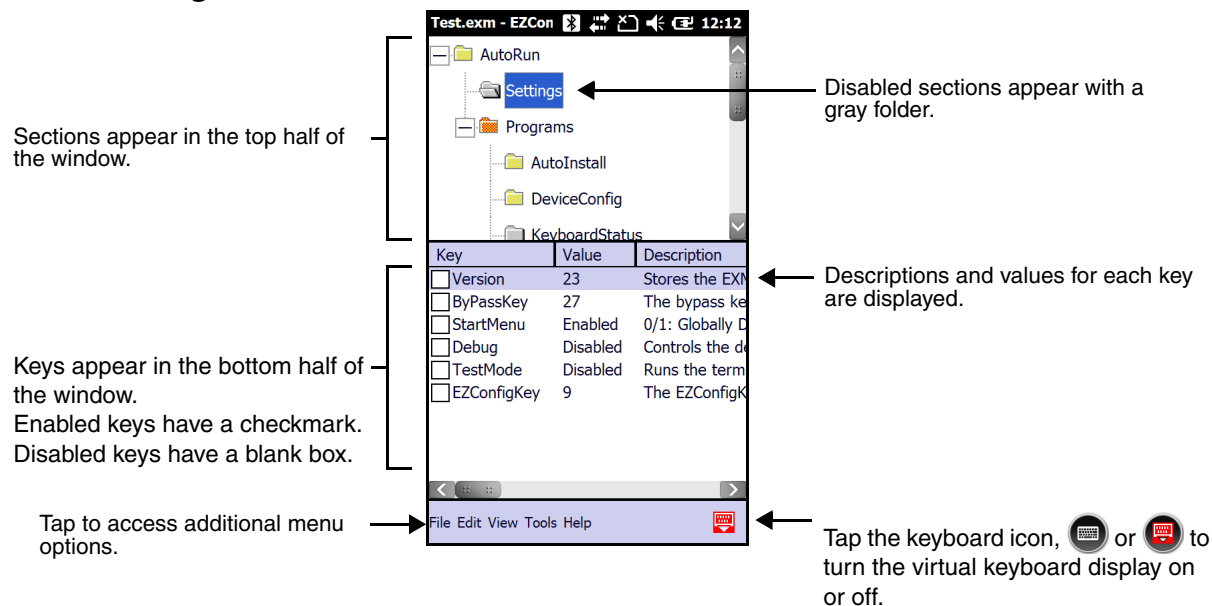 Test.exm - EZCon 12:12
AutoRun
Settings
Programs
AutoInstall
DeviceConfig
KeyboardStatus
Key Value Description
Version 23 Stores the EXM
ByPassKey 27 The bypass ke
StartMenu Enabled 0/1: Globally D
Debug Disabled Controls the de
TestMode Disabled Runs the term
EZConfigKey 9 The EZConfigK
File Edit View Tools Help
Sections appear in the top half of
the window.
Keys appear in the bottom half of
the window.
Enabled keys have a checkmark.
Disabled keys have a blank box.
Tap to access additional menu
options.
Disabled sections appear with a
gray folder.
Descriptions and values for each key
are displayed.
Tap the keyboard icon, or to
turn the virtual keyboard display on
or off.